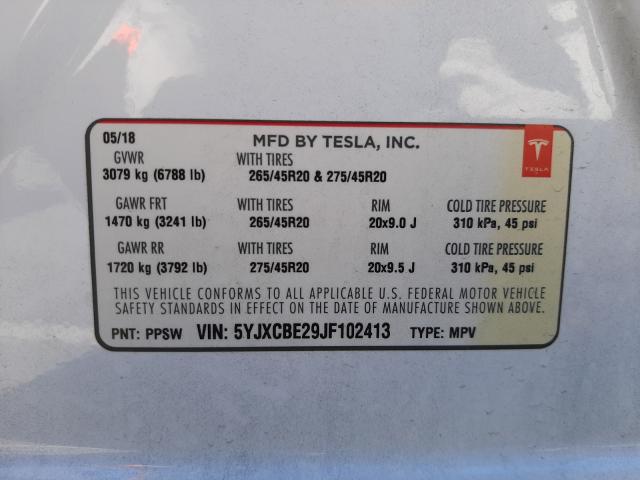 05/18 MFD BY TESLA, INC.
GVWR WITH TIRES
3079 kg (6788 lb) 265/45R20 & 275/45R20
TESLA
GAWR FRT WITH TIRES RIM COLD TIRE PRESSURE
1470 kg (3241 lb) 265/45R20 20x9.0 J 310 kPa, 45 psi
GAWR RR WITH TIRES RIM COLD TIRE PRESSURE
1720 kg (3792 lb) 275/45R20 20x9.5 J 310 kPa, 45 psi
THIS VEHICLE CONFORMS TO ALL APPLICABLE U.S. FEDERAL MOTOR VEHICLE
SAFETY STANDARDS IN EFFECT ON THE DATE OF MANUFACTURE SHOWN ABOVE.
PNT: PPSW VIN: 5YJXCBE29JF102413 TYPE: MPV